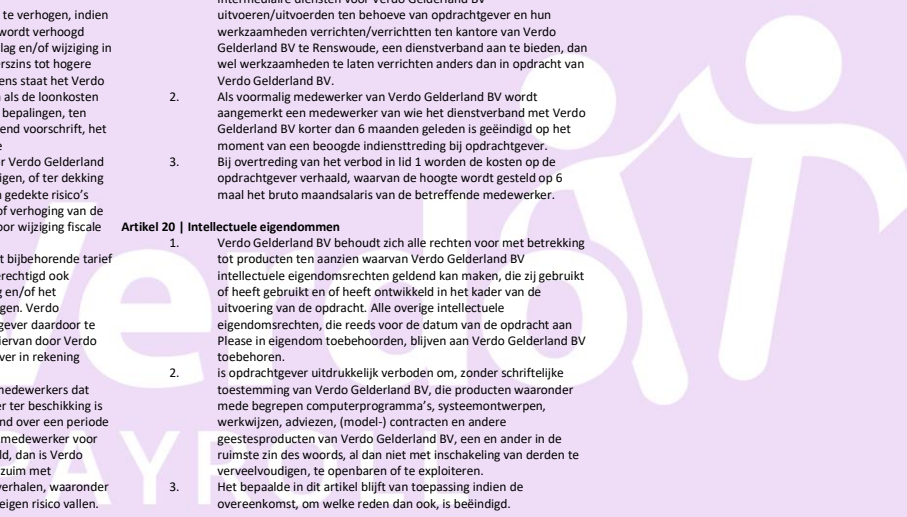 te verhogen, indien
wordt verhoogd
lag en/of wijziging in
erszins tot hogere
ens staat het Verdo
als de loonkosten
bepalingen, ten
end voorschrift, het
r Verdo Gelderland
igen, of ter dekking
gedekte risico's
of verhoging van de
oor wijziging fiscale
t bijbehorende tarief
erechtigd ook
g en/of het
gen. Verdo
gever daardoor te
iervan door Verdo
ver in rekening
nedewerkers dat
er ter beschikking is
nd over een periode
medewerker voor
ld, dan is Verdo
zuim met
verhalen, waaronder
eigen risico vallen.
intermediaire diensten voor Verdo Gelderland BV
uitvoeren/uitvoerden ten behoeve van opdrachtgever en hun
werkzaamheden verrichten/verrichtten ten kantore van Verdo
Gelderland BV te Renswoude, een dienstverband aan te bieden, dan
wel werkzaamheden te laten verrichten anders dan in opdracht van
Verdo Gelderland BV.
2. Als voormalig medewerker van Verdo Gelderland BV wordt
aangemerkt een medewerker van wie het dienstverband met Verdo
Gelderland BV korter dan 6 maanden geleden is geëindigd op het
moment van een beoogde indiensttreding bij opdrachtgever.
3. Bij overtreding van het verbod in lid 1 worden de kosten op de
opdrachtgever verhaald, waarvan de hoogte wordt gesteld op 6
maal het bruto maandsalaris van de betreffende medewerker.
Artikel 20 | Intellectuele eigendommen
1. Verdo Gelderland BV behoudt zich alle rechten voor met betrekking
tot producten ten aanzien waarvan Verdo Gelderland BV
intellectuele eigendomsrechten geldend kan maken, die zij gebruikt
of heeft gebruikt en of heeft ontwikkeld in het kader van de
uitvoering van de opdracht. Alle overige intellectuele
eigendomsrechten, die reeds voor de datum van de opdracht aan
Please in eigendom toebehoorden, blijven aan Verdo Gelderland BV
toebehoren.
2. is opdrachtgever uitdrukkelijk verboden om, zonder schriftelijke
toestemming van Verdo Gelderland BV, die producten waaronder
mede begrepen computerprogramma's, systeemontwerpen,
werkwijzen, adviezen, (model-) contracten en andere
geestesproducten van Verdo Gelderland BV, een en ander in de
ruimste zin des woords, al dan niet met inschakeling van derden te
verveelvoudigen, te openbaren of te exploiteren.
3. Het bepaalde in dit artikel blijft van toepassing indien de
overeenkomst, om welke reden dan ook, is beëindigd.
verdo
PAYROLL